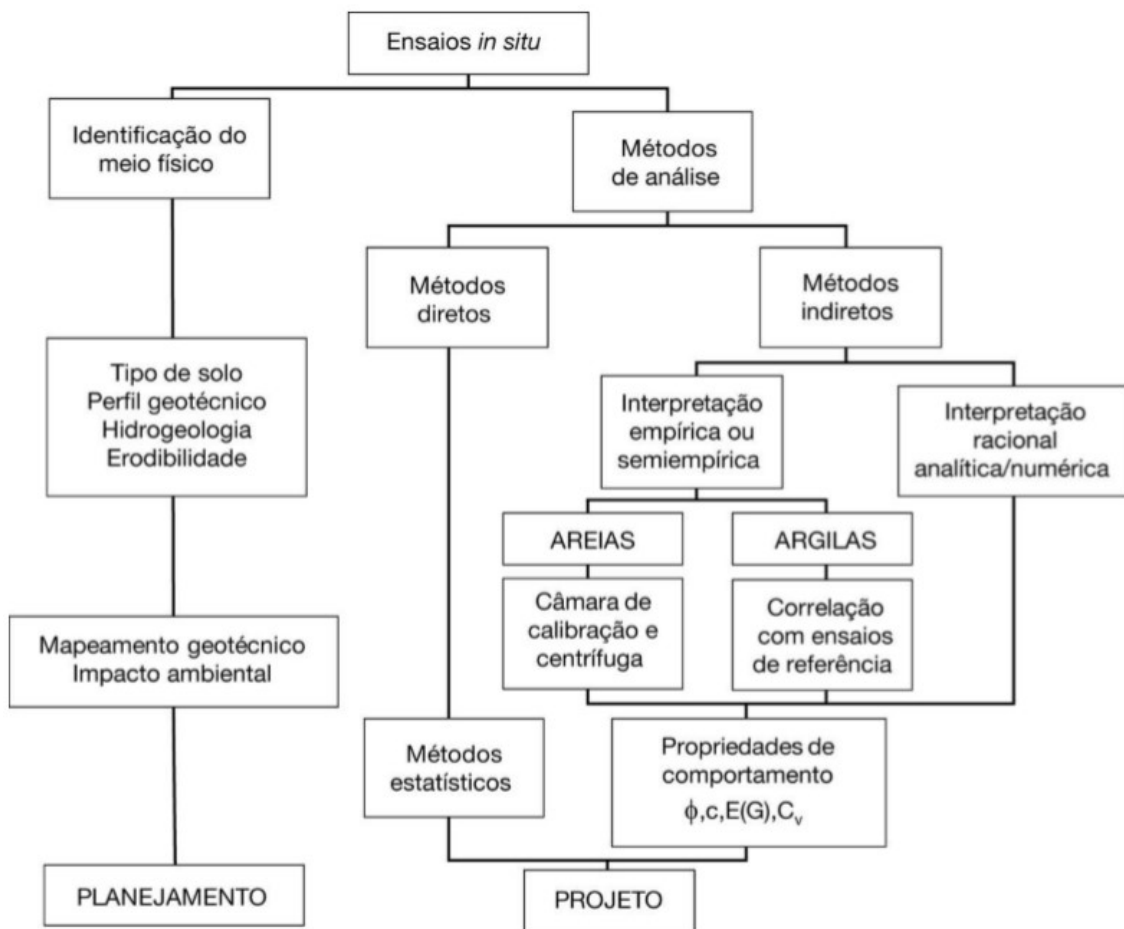 Ensaios in situ
Identificação do
meio físico
Métodos
de análise
Métodos
diretos
Métodos
indiretos
Tipo de solo
Perfil geotécnico
Hidrogeologia
Erodibilidade
Interpretação
empírica ou
semiempírica
Interpretação
racional
analítica/numérica
AREIAS
ARGILAS
Câmara de
calibração e
centrífuga
Correlação
com ensaios
de referência
Mapeamento geotécnico
Impacto ambiental
Métodos
estatísticos
Propriedades de
comportamento
ϕ,c,E(G),Cᵥ
PLANEJAMENTO
PROJETO